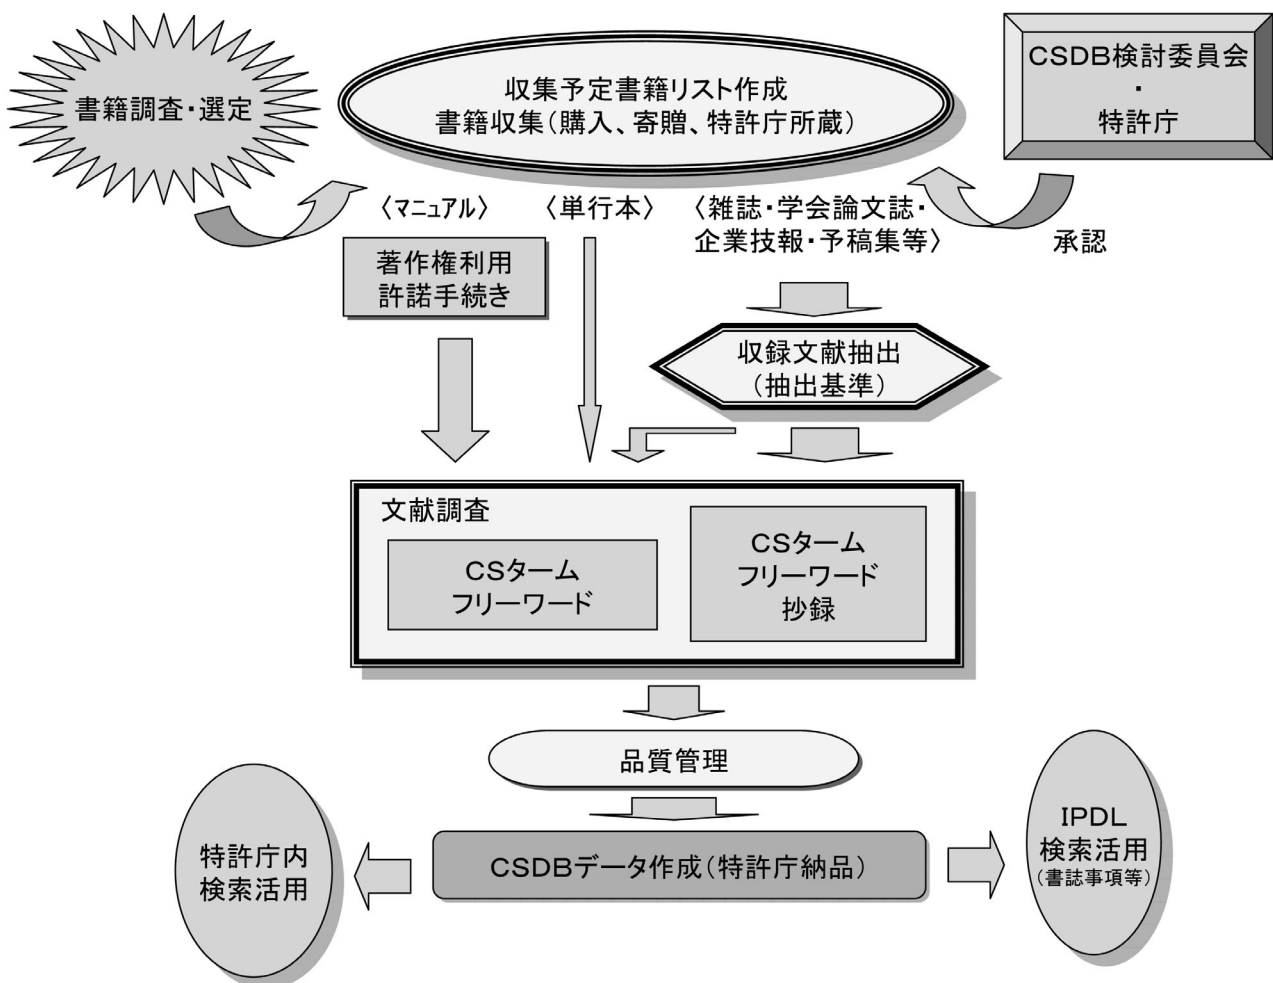 書籍調査・選定
収集予定書籍リスト作成
書籍収集(購入、寄贈、特許庁所蔵)
CSDB検討委員会
・
特許庁
〈マニュアル〉
〈単行本〉
〈雑誌・学会論文誌・
企業技報・予稿集等〉
承認
著作権利用
許諾手続き
収録文献抽出
(抽出基準)
文献調査
CSターム
フリーワード
CSターム
フリーワード
抄録
品質管理
CSDBデータ作成(特許庁納品)
特許庁内
検索活用
IPDL
検索活用
(書誌事項等)